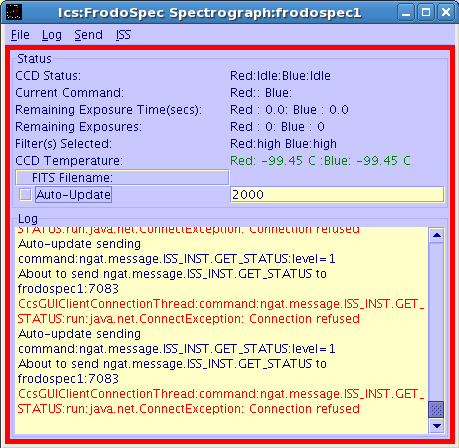 Ics:FrodoSpec Spectrograph:frodospec1
File Log Send ISS
Status
CCD Status: Red:Idle:Blue:Idle
Current Command: Red:: Blue:
Remaining Exposure Time(secs): Red : 0.0: Blue : 0.0
Remaining Exposures: Red : 0: Blue : 0
Filter(s) Selected: Red:high Blue:high
CCD Temperature: Red: -99.45 C :Blue: -99.45 C
FITS Filename:
Auto-Update 2000
Log
STATUS:run:java.net.ConnectException: Connection refused
Auto-update sending
command:ngat.message.ISS_INST.GET_STATUS:level=1
About to send ngat.message.ISS_INST.GET_STATUS to
frodospec1:7083
CcsGUIClientConnectionThread:command:ngat.message.ISS_INST.GET_
STATUS:run:java.net.ConnectException: Connection refused
Auto-update sending
command:ngat.message.ISS_INST.GET_STATUS:level=1
About to send ngat.message.ISS_INST.GET_STATUS to
frodospec1:7083
CcsGUIClientConnectionThread:command:ngat.message.ISS_INST.GET_
STATUS:run:java.net.ConnectException: Connection refused